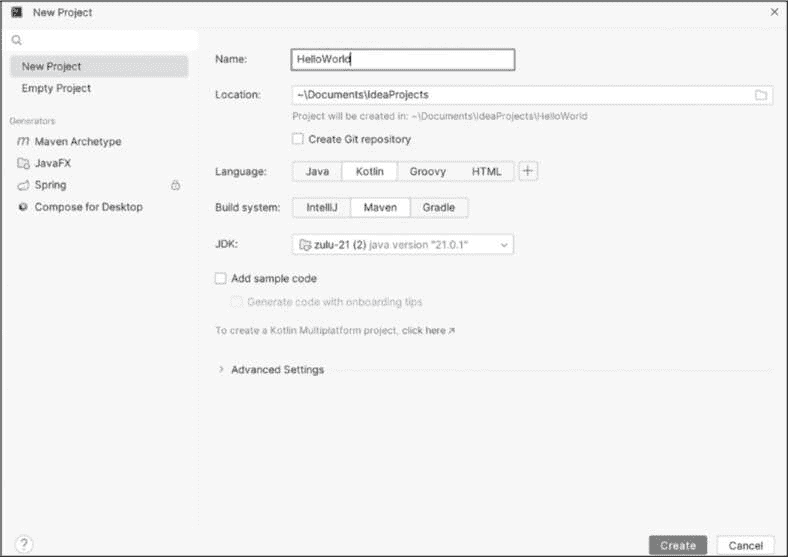 New Project
New Project
Empty Project
Generators
Maven Archetype
JavaFX
Spring
Compose for Desktop
Name: HelloWorld
Location: ~\Documents\IdeaProjects
Project will be created in: ~\Documents\IdeaProjects\HelloWorld
Create Git repository
Language: Java Kotlin Groovy HTML +
Build system: IntelliJ Maven Gradle
JDK: zulu-21 (2) java version "21.0.1"
Add sample code
Generate code with onboarding tips
To create a Kotlin Multiplatform project, click here ↗
Advanced Settings
? Create Cancel